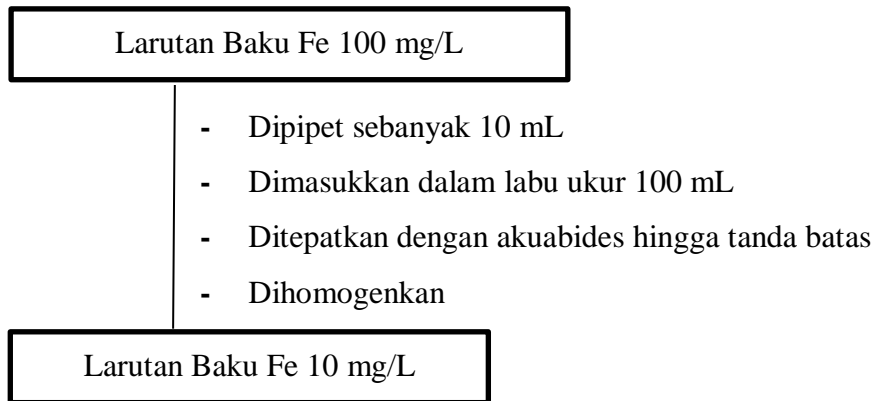 Larutan Baku Fe 100 mg/L
- Dipipet sebanyak 10 mL
- Dimasukkan dalam labu ukur 100 mL
- Ditepatkan dengan akuabides hingga tanda batas
- Dihomogenkan
Larutan Baku Fe 10 mg/L